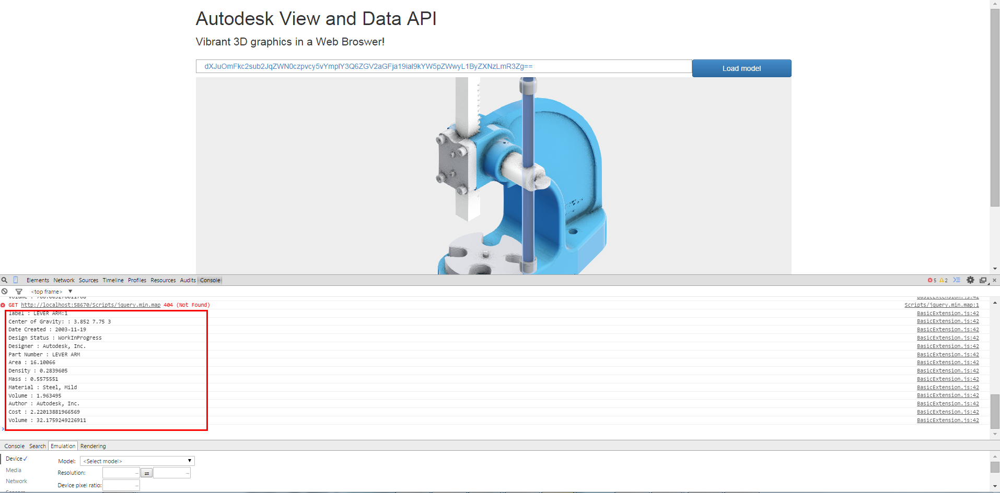 Autodesk View and Data API
Vibrant 3D graphics in a Web Broswer!
Load model
Elements Network Sources Timeline Profiles Resources Audits Console
5 2
<top frame>
BasicExtension.js:42
GET http://localhost:58670/Scripts/jquery.min.map 404 (Not Found) Scripts/jquery.min.map:1
label : LEVER ARM:1 BasicExtension.js:42
Center of Gravity: : 3.852 7.75 3 BasicExtension.js:42
Date Created : 2003-11-19 BasicExtension.js:42
Design Status : WorkInProgress BasicExtension.js:42
Designer : Autodesk, Inc. BasicExtension.js:42
Part Number : LEVER ARM BasicExtension.js:42
Area : 16.10066 BasicExtension.js:42
Density : 0.2839605 BasicExtension.js:42
Mass : 0.5575551 BasicExtension.js:42
Material : Steel, Mild BasicExtension.js:42
Volume : 1.963495 BasicExtension.js:42
Author : Autodesk, Inc. BasicExtension.js:42
Cost : 2.22013881966569 BasicExtension.js:42
Volume : 32.1759249226911 BasicExtension.js:42
Console Search Emulation Rendering
Device
Media
Network
Model: <Select model>
Resolution:
Device pixel ratio: